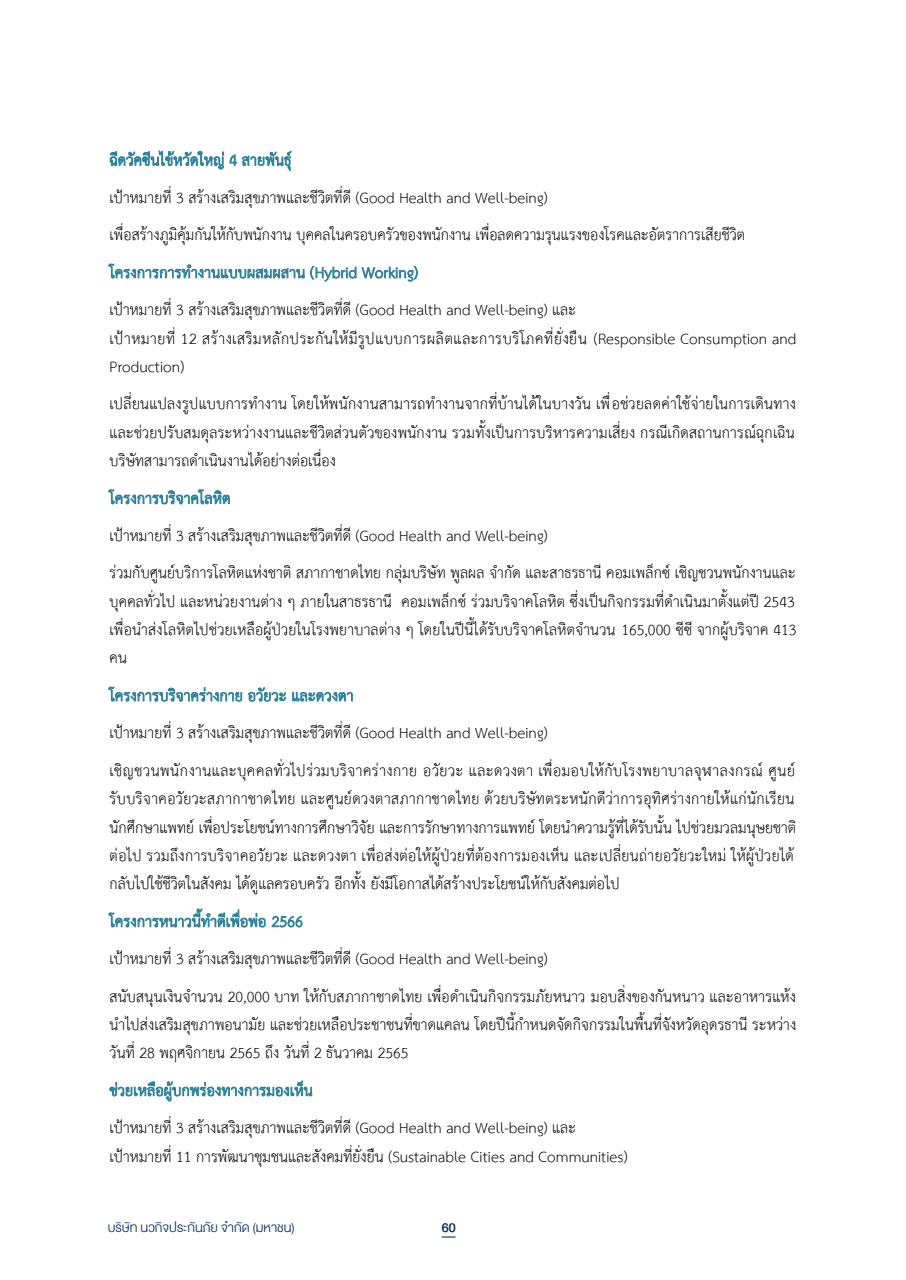 ฉีดวัคซีนไข้หวัดใหญ่ 4 สายพันธุ์
เป้าหมายที่ 3 สร้างเสริมสุขภาพและชีวิตที่ดี (Good Health and Well-being)
เพื่อสร้างภูมิคุ้มกันให้กับพนักงาน บุคคลในครอบครัวของพนักงาน เพื่อลดความรุนแรงของโรคและอัตราการเสียชีวิต
โครงการการทำงานแบบผสมผสาน (Hybrid Working)
เป้าหมายที่ 3 สร้างเสริมสุขภาพและชีวิตที่ดี (Good Health and Well-being) และ
เป้าหมายที่ 12 สร้างเสริมหลักประกันให้มีรูปแบบการผลิตและการบริโภคที่ยั่งยืน (Responsible Consumption and
Production)
เปลี่ยนแปลงรูปแบบการทำงาน โดยให้พนักงานสามารถทำงานจากที่บ้านได้ในบางวัน เพื่อช่วยลดค่าใช้จ่ายในการเดินทาง
และช่วยปรับสมดุลระหว่างงานและชีวิตส่วนตัวของพนักงาน รวมทั้งเป็นการบริหารความเสี่ยง กรณีเกิดสถานการณ์ฉุกเฉิน
บริษัทสามารถดำเนินงานได้อย่างต่อเนื่อง
โครงการบริจาคโลหิต
เป้าหมายที่ 3 สร้างเสริมสุขภาพและชีวิตที่ดี (Good Health and Well-being)
ร่วมกับศูนย์บริการโลหิตแห่งชาติ สภากาชาดไทย กลุ่มบริษัท พูลผล จำกัด และสาธรธานี คอมเพล็กซ์ เชิญชวนพนักงานและ
บุคคลทั่วไป และหน่วยงานต่าง ๆ ภายในสาธรธานี คอมเพล็กซ์ ร่วมบริจาคโลหิต ซึ่งเป็นกิจกรรมที่ดำเนินมาตั้งแต่ปี 2543
เพื่อนำส่งโลหิตไปช่วยเหลือผู้ป่วยในโรงพยาบาลต่าง ๆ โดยในปีนี้ได้รับบริจาคโลหิตจำนวน 165,000 ซีซี จากผู้บริจาค 413
คน
โครงการบริจาคร่างกาย อวัยวะ และดวงตา
เป้าหมายที่ 3 สร้างเสริมสุขภาพและชีวิตที่ดี (Good Health and Well-being)
เชิญชวนพนักงานและบุคคลทั่วไปร่วมบริจาคร่างกาย อวัยวะ และดวงตา เพื่อมอบให้กับโรงพยาบาลจุฬาลงกรณ์ ศูนย์
รับบริจาคอวัยวะสภากาชาดไทย และศูนย์ดวงตาสภากาชาดไทย ด้วยบริษัทตระหนักดีว่าการอุทิศร่างกายให้แก่นักเรียน
นักศึกษาแพทย์ เพื่อประโยชน์ทางการศึกษาวิจัย และการรักษาทางการแพทย์ โดยนำความรู้ที่ได้รับนั้น ไปช่วยมวลมนุษยชาติ
ต่อไป รวมถึงการบริจาคอวัยวะ และดวงตา เพื่อส่งต่อให้ผู้ป่วยที่ต้องการมองเห็น และเปลี่ยนถ่ายอวัยวะใหม่ ให้ผู้ป่วยได้
กลับไปใช้ชีวิตในสังคม ได้ดูแลครอบครัว อีกทั้ง ยังมีโอกาสได้สร้างประโยชน์ให้กับสังคมต่อไป
โครงการหนาวนี้ทำดีเพื่อพ่อ 2566
เป้าหมายที่ 3 สร้างเสริมสุขภาพและชีวิตที่ดี (Good Health and Well-being)
สนับสนุนเงินจำนวน 20,000 บาท ให้กับสภากาชาดไทย เพื่อดำเนินกิจกรรมภัยหนาว มอบสิ่งของกันหนาว และอาหารแห้ง
นำไปส่งเสริมสุขภาพอนามัย และช่วยเหลือประชาชนที่ขาดแคลน โดยปีนี้กำหนดจัดกิจกรรมในพื้นที่จังหวัดอุดรธานี ระหว่าง
วันที่ 28 พฤศจิกายน 2565 ถึง วันที่ 2 ธันวาคม 2565
ช่วยเหลือผู้บกพร่องทางการมองเห็น
เป้าหมายที่ 3 สร้างเสริมสุขภาพและชีวิตที่ดี (Good Health and Well-being) และ
เป้าหมายที่ 11 การพัฒนาชุมชนและสังคมที่ยั่งยืน (Sustainable Cities and Communities)
บริษัท นวกิจประกันภัย จำกัด (มหาชน)
60